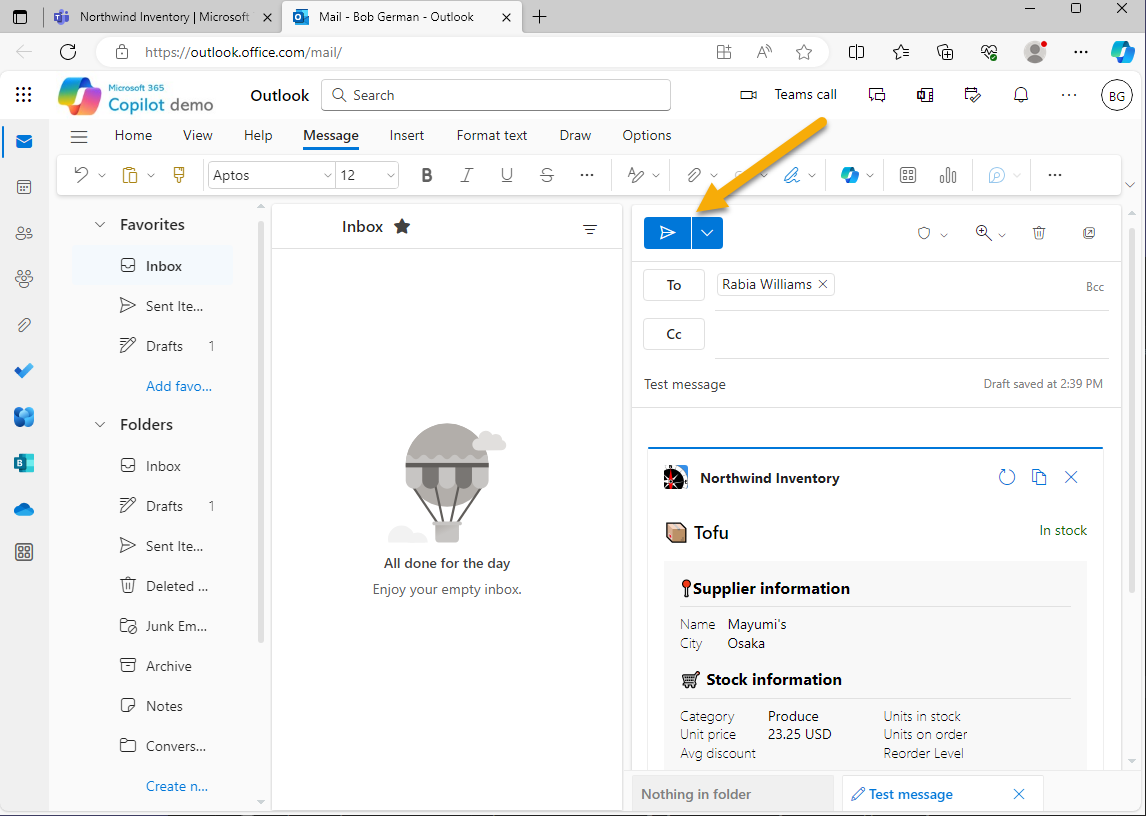 Northwind Inventory | Microsoft
Mail - Bob German - Outlook
https://outlook.office.com/mail/
Microsoft 365
Copilot demo
Outlook
Search
Teams call
BG
Home
View
Help
Message
Insert
Format text
Draw
Options
Aptos
12
B
I
U
S
Favorites
Inbox
Sent Ite...
Drafts 1
Add favo...
Folders
Inbox
Drafts 1
Sent Ite...
Deleted ...
Junk Em...
Archive
Notes
Convers...
Create n...
Inbox
All done for the day
Enjoy your empty inbox.
To
Rabia Williams
Bcc
Cc
Test message
Draft saved at 2:39 PM
Northwind Inventory
Tofu
In stock
Supplier information
Name Mayumi's
City Osaka
Stock information
Category Produce Units in stock
Unit price 23.25 USD Units on order
Avg discount Reorder Level
Nothing in folder
Test message